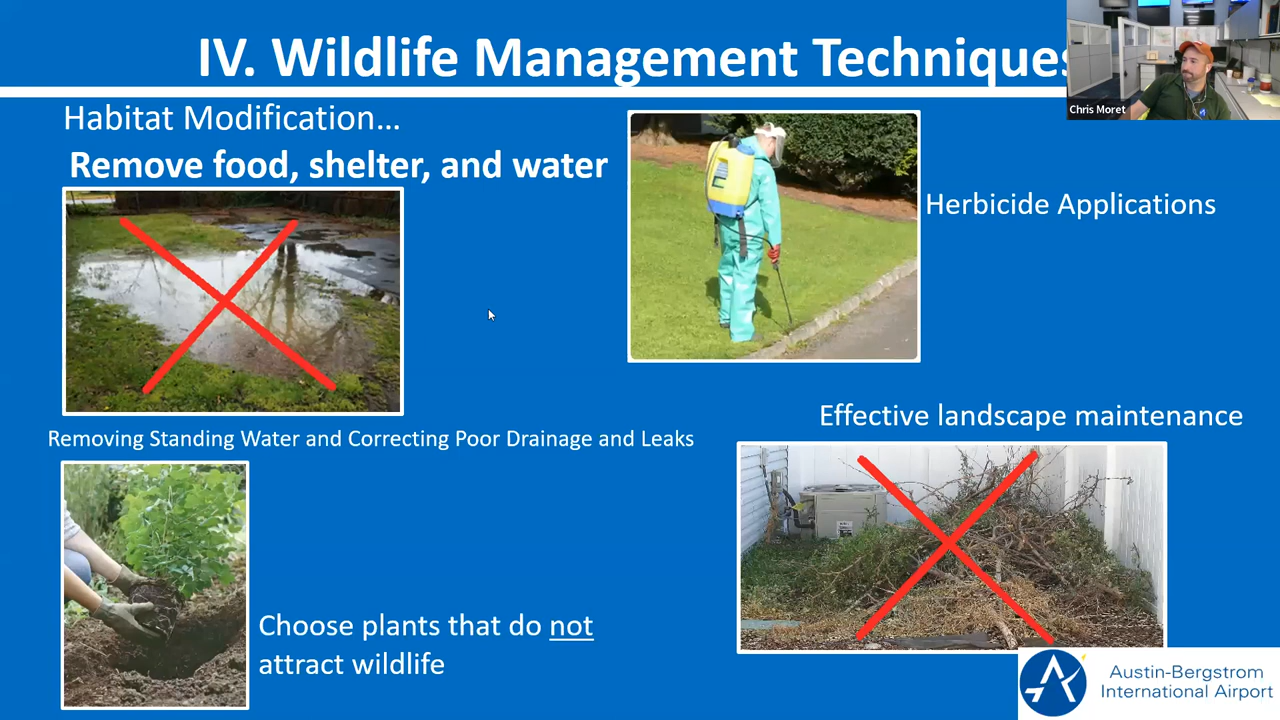 IV. Wildlife Management Techniques
Chris Moret
Habitat Modification...
Remove food, shelter, and water
Herbicide Applications
Removing Standing Water and Correcting Poor Drainage and Leaks
Effective landscape maintenance
Choose plants that do not
attract wildlife
Austin-Bergstrom
International Airport